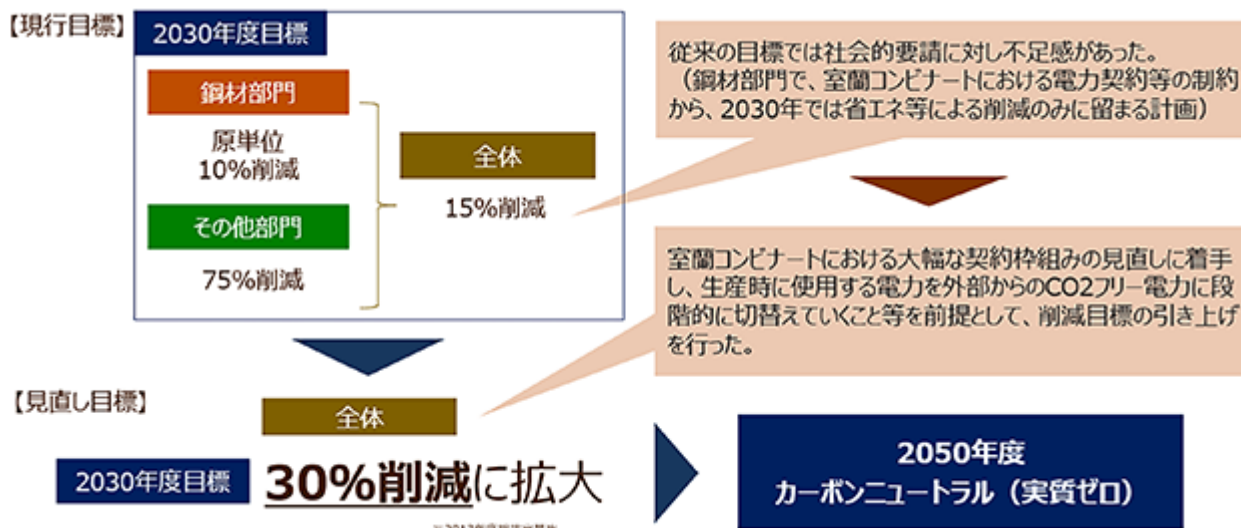 【現行目標】
2030年度目標
鋼材部門
原単位
10%削減
その他部門
75%削減
全体
15%削減
従来の目標では社会的要請に対し不足感があった。
（鋼材部門で、室蘭コンビナートにおける電力契約等の制約
から、2030年では省エネ等による削減のみに留まる計画）
室蘭コンビナートにおける大幅な契約枠組みの見直しに着手
し、生産時に使用する電力を外部からのCO2フリー電力に段
階的に切替えていくこと等を前提として、削減目標の引き上げ
を行った。
【見直し目標】
全体
2030年度目標
30%削減に拡大
2050年度
カーボンニュートラル（実質ゼロ）